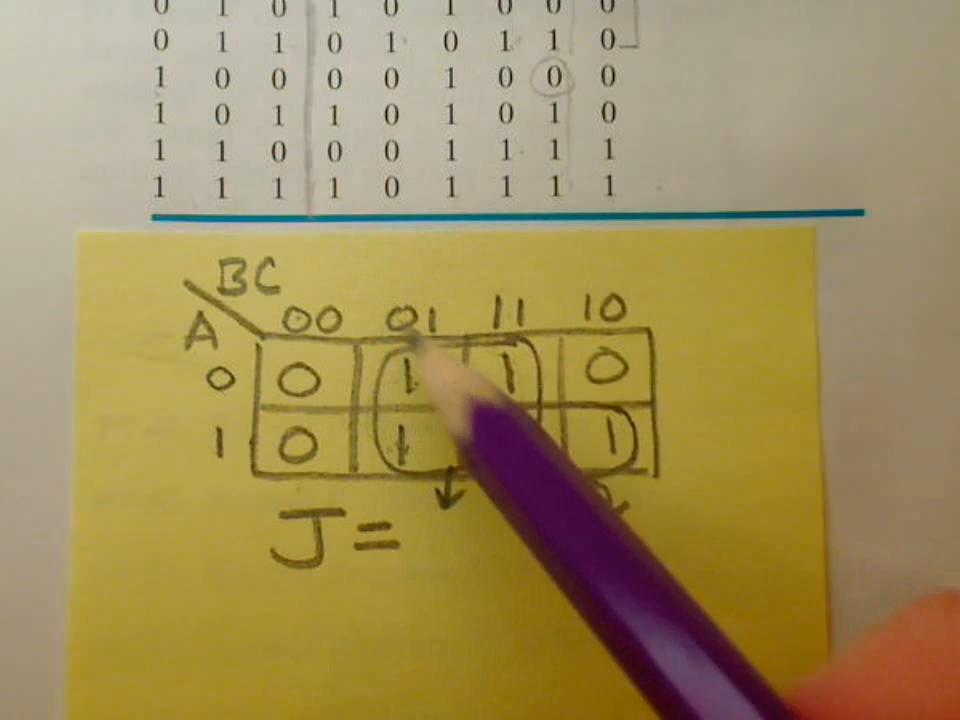 0 1 0 1 0 1 0 0 0
0 1 1 0 1 0 1 1 0
1 0 0 0 0 1 0 0 0
1 0 1 1 0 1 0 1 0
1 1 0 0 0 1 1 1 1
1 1 1 1 0 1 1 1 1
BC
A 00 01 11 10
0 0 1 1 0
1 0 1 1
J =